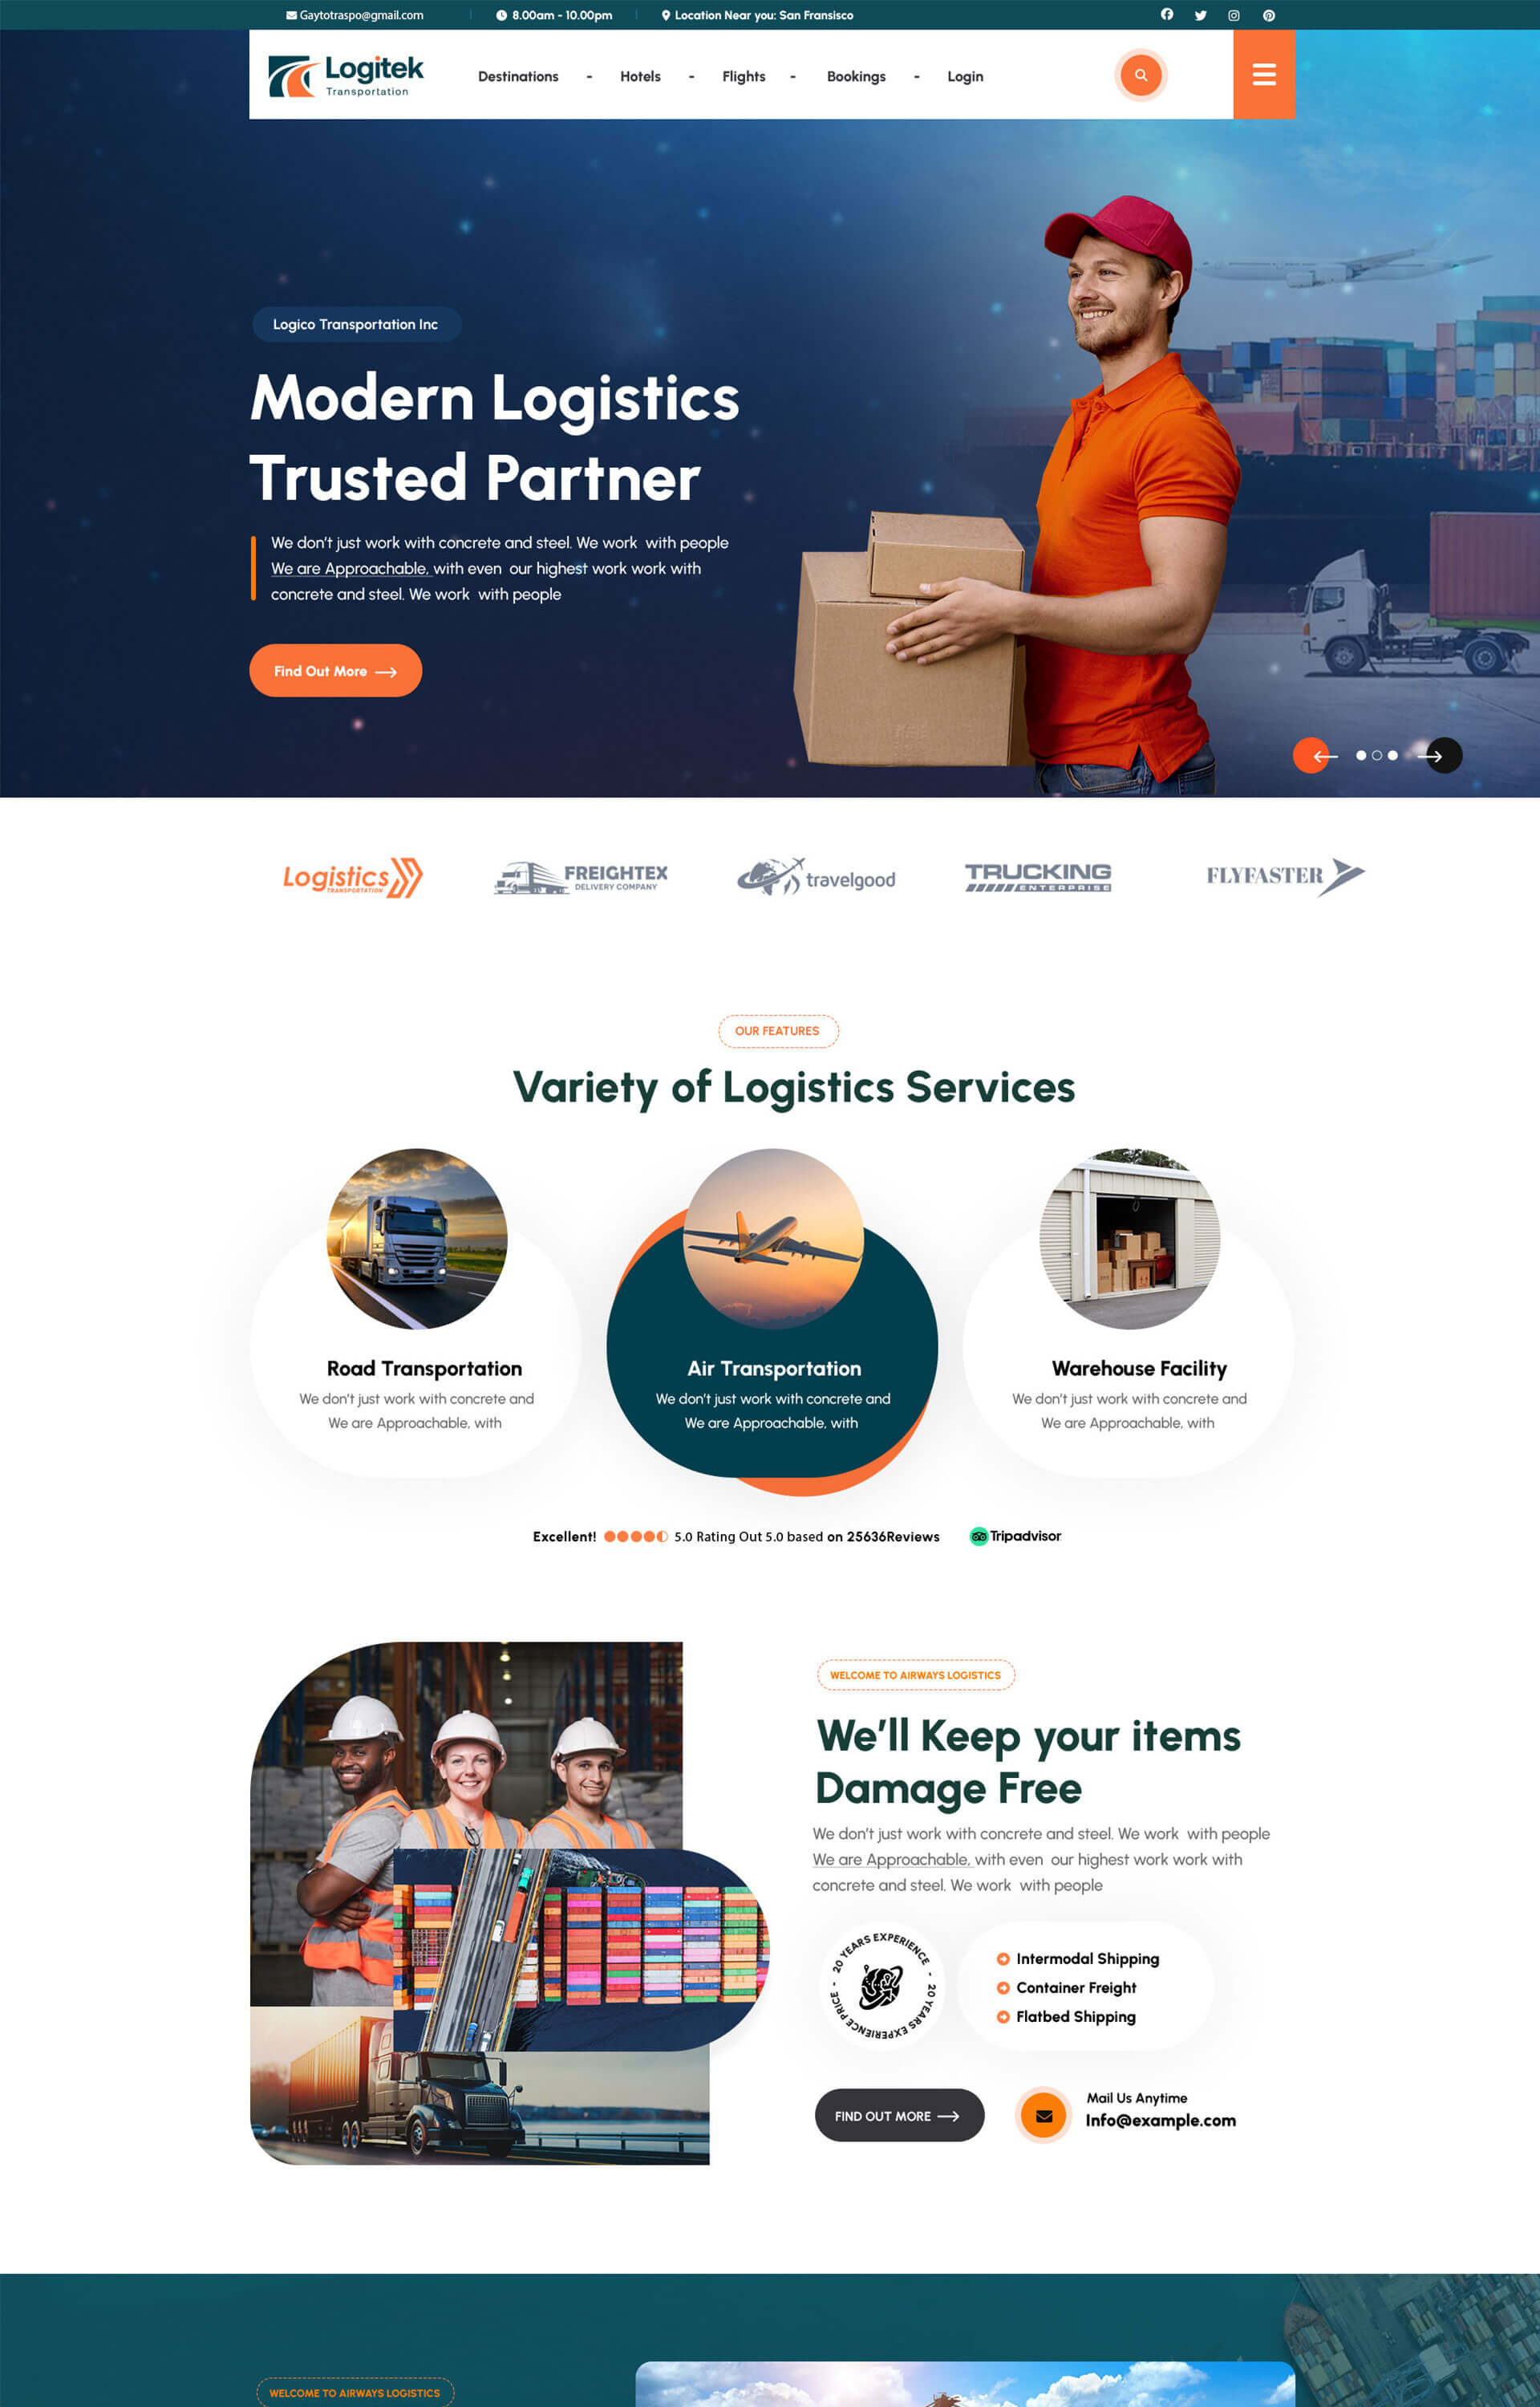 Gaytotraspo@gmail.com
8.00am - 10.00pm
Location Near you: San Fransisco
Logitek
Transportation
Destinations - Hotels - Flights - Bookings - Login
Logico Transportation Inc
Modern Logistics
Trusted Partner
We don't just work with concrete and steel. We work with people
We are Approachable, with even our highest work work with
concrete and steel. We work with people
Find Out More
Logistics
TRANSPORTATION
FREIGHTEX
DELIVERY COMPANY
travelgood
TRUCKING
ENTERPRISE
FLYFASTER
OUR FEATURES
Variety of Logistics Services
Road Transportation
We don't just work with concrete and
We are Approachable, with
Air Transportation
We don't just work with concrete and
We are Approachable, with
Warehouse Facility
We don't just work with concrete and
We are Approachable, with
Excellent! 5.0 Rating Out 5.0 based on 25636Reviews
Tripadvisor
WELCOME TO AIRWAYS LOGISTICS
We'll Keep your items
Damage Free
We don't just work with concrete and steel. We work with people
We are Approachable, with even our highest work work with
concrete and steel. We work with people
20 YEARS EXPERIENCE - 20 YEARS EXPERIENCE PRICE -
Intermodal Shipping
Container Freight
Flatbed Shipping
FIND OUT MORE
Mail Us Anytime
Info@example.com
WELCOME TO AIRWAYS LOGISTICS